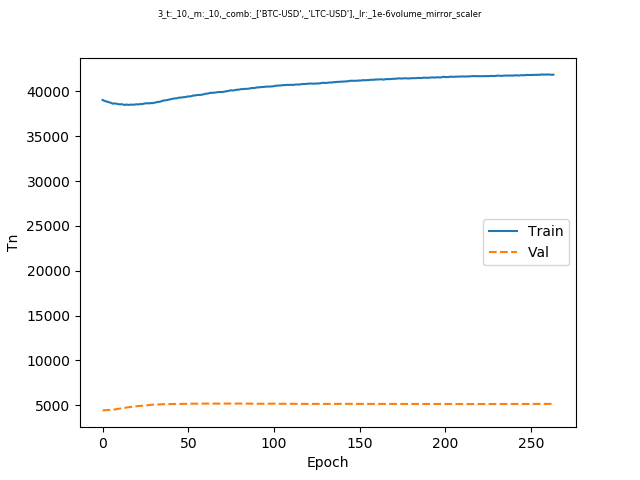 3_t:_10,_m:_10,_comb:_['BTC-USD',_'LTC-USD'],_lr:_1e-6volume_mirror_scaler
40000
35000
30000
25000
20000
15000
10000
5000
Tn
Train
Val
0 50 100 150 200 250
Epoch